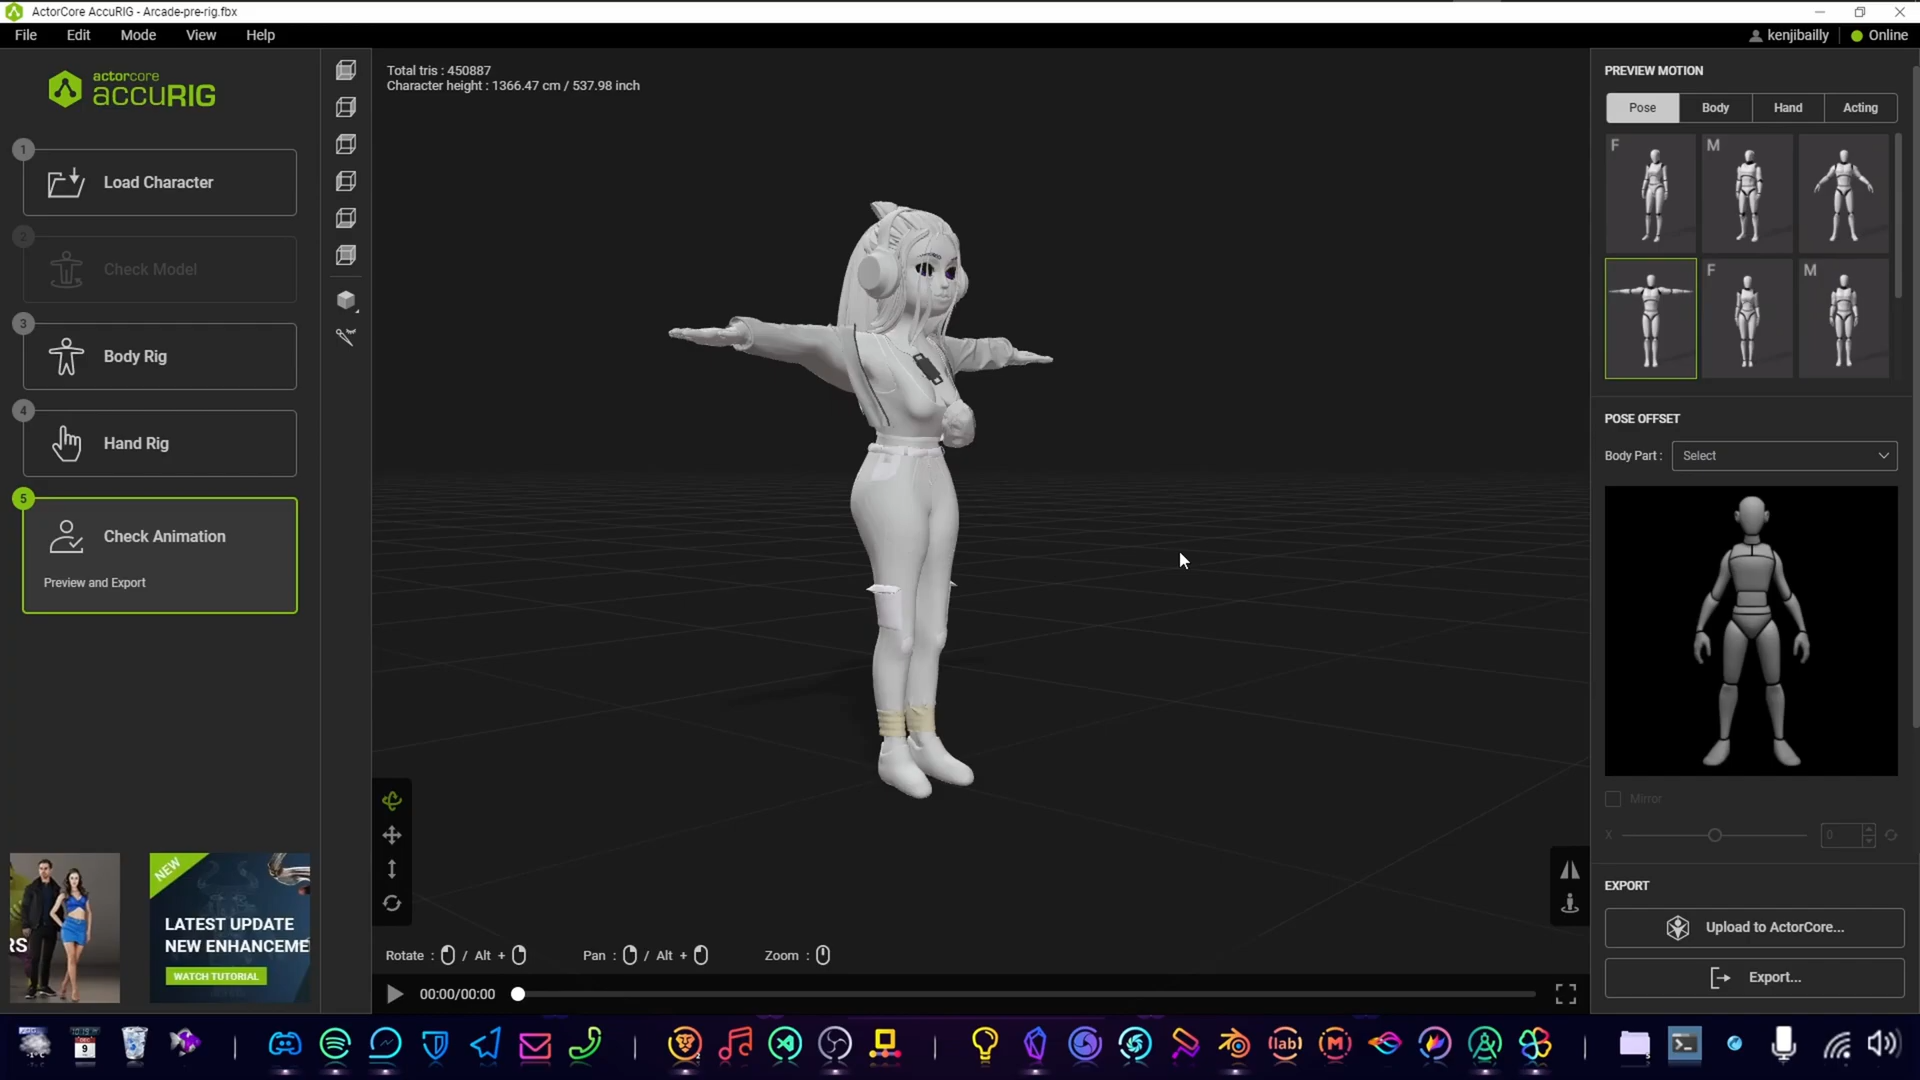 ActorCore AccuRIG - Arcade-pre-rig.fbx
File Edit Mode View Help
kenjibailly Online
actorcore
accuRIG
1
Load Character
2
Check Model
3
Body Rig
4
Hand Rig
5
Check Animation
Preview and Export
RS
NEW
LATEST UPDATE
NEW ENHANCEME
WATCH TUTORIAL
Total tris : 450887
Character height : 1366.47 cm / 537.98 inch
Rotate : / Alt + Pan : / Alt + Zoom :
00:00/00:00
PREVIEW MOTION
Pose Body Hand Acting
F M
F M
POSE OFFSET
Body Part : Select
Mirror
X 0
EXPORT
Upload to ActorCore...
Export...
9
lab
M